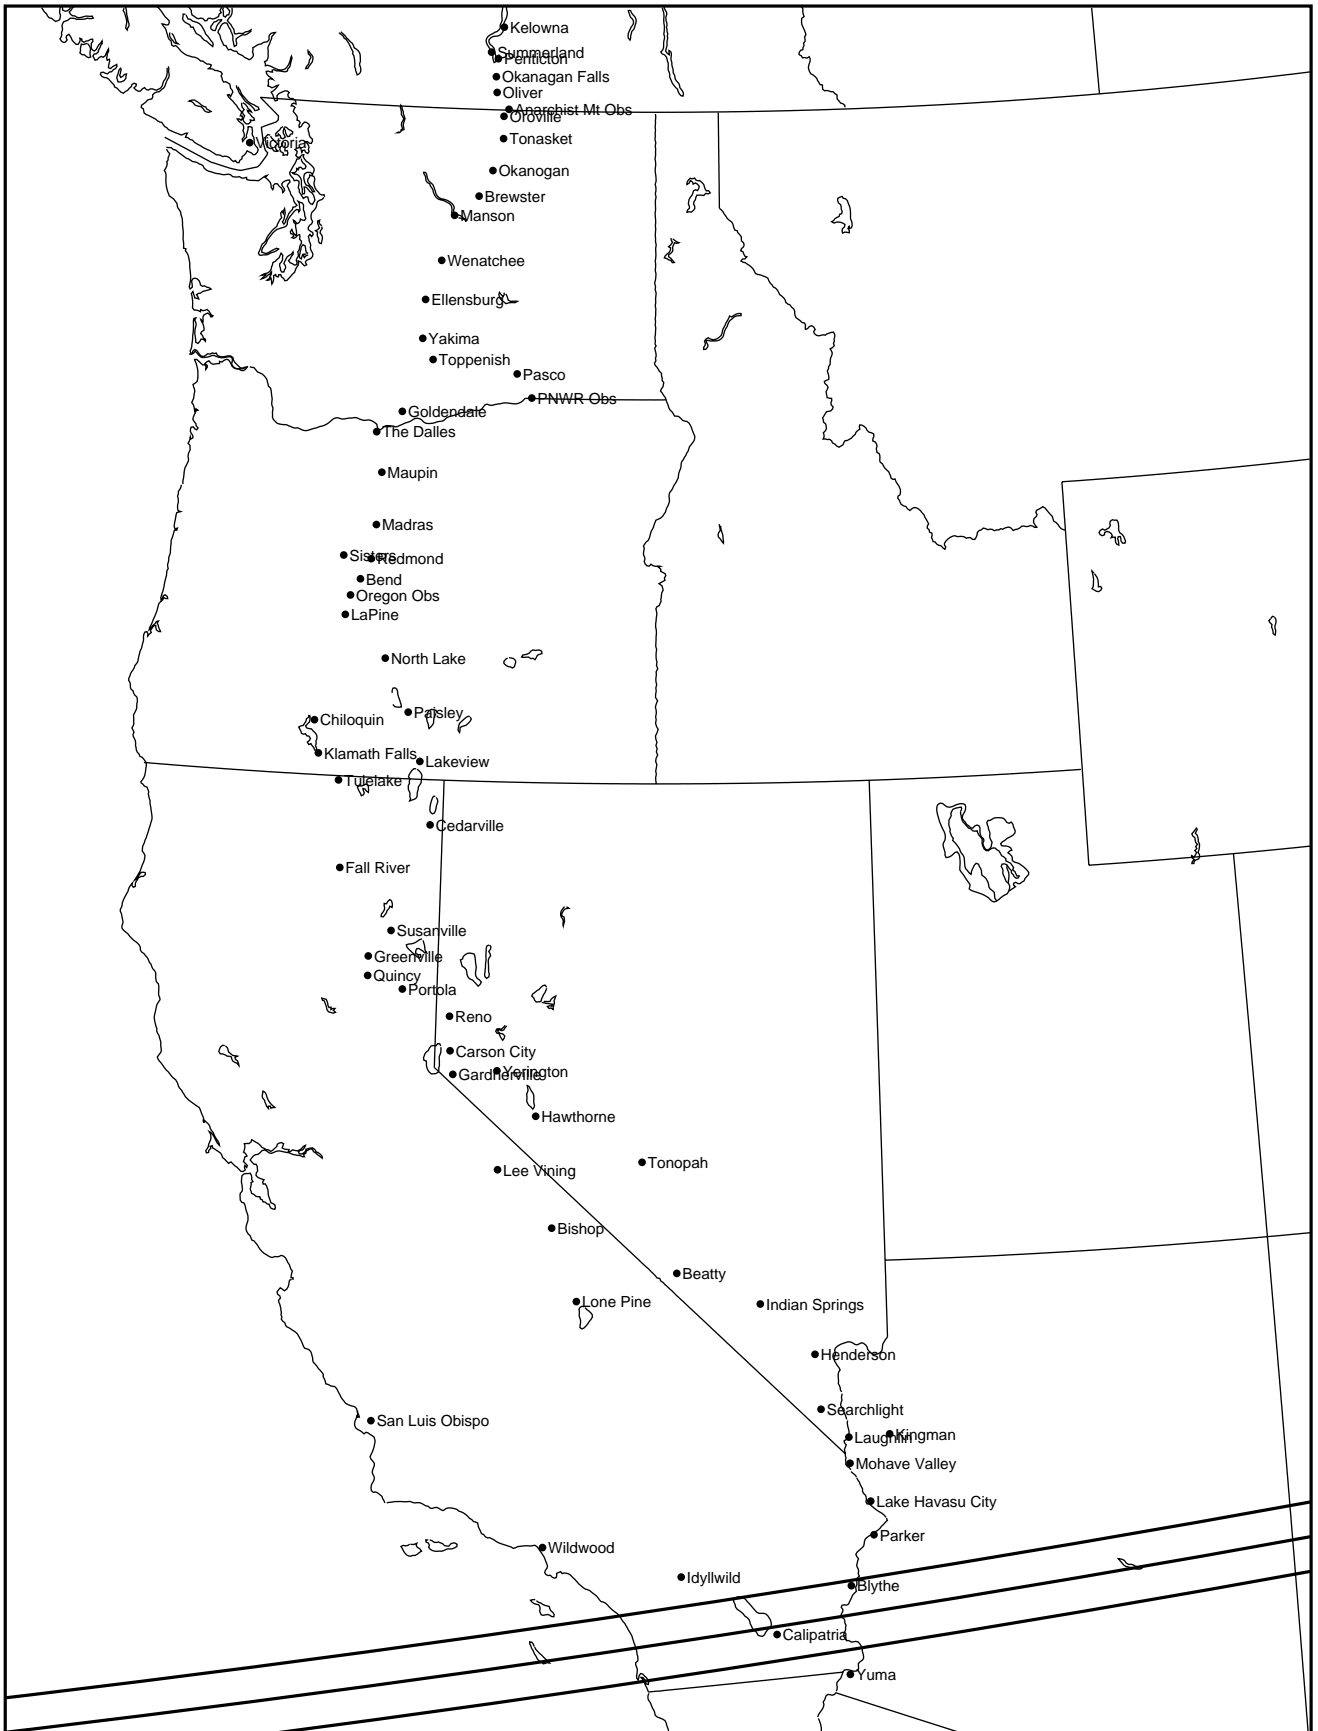 Kelowna
Summerland
Penticton
Okanagan Falls
Oliver
Anarchist Mt Obs
Oroville
Tonasket
Victoria
Okanogan
Brewster
Manson
Wenatchee
Ellensburg
Yakima
Toppenish
Pasco
PNWR Obs
Goldendale
The Dalles
Maupin
Madras
Sisters
Redmond
Bend
Oregon Obs
LaPine
North Lake
Paisley
Chiloquin
Klamath Falls
Lakeview
Tulelake
Cedarville
Fall River
Susanville
Greenville
Quincy
Portola
Reno
Carson City
Yerington
Gardnerville
Hawthorne
Tonopah
Lee Vining
Bishop
Beatty
Lone Pine
Indian Springs
Henderson
Searchlight
San Luis Obispo
Kingman
Laughlin
Mohave Valley
Lake Havasu City
Parker
Wildwood
Idyllwild
Blythe
Calipatria
Yuma